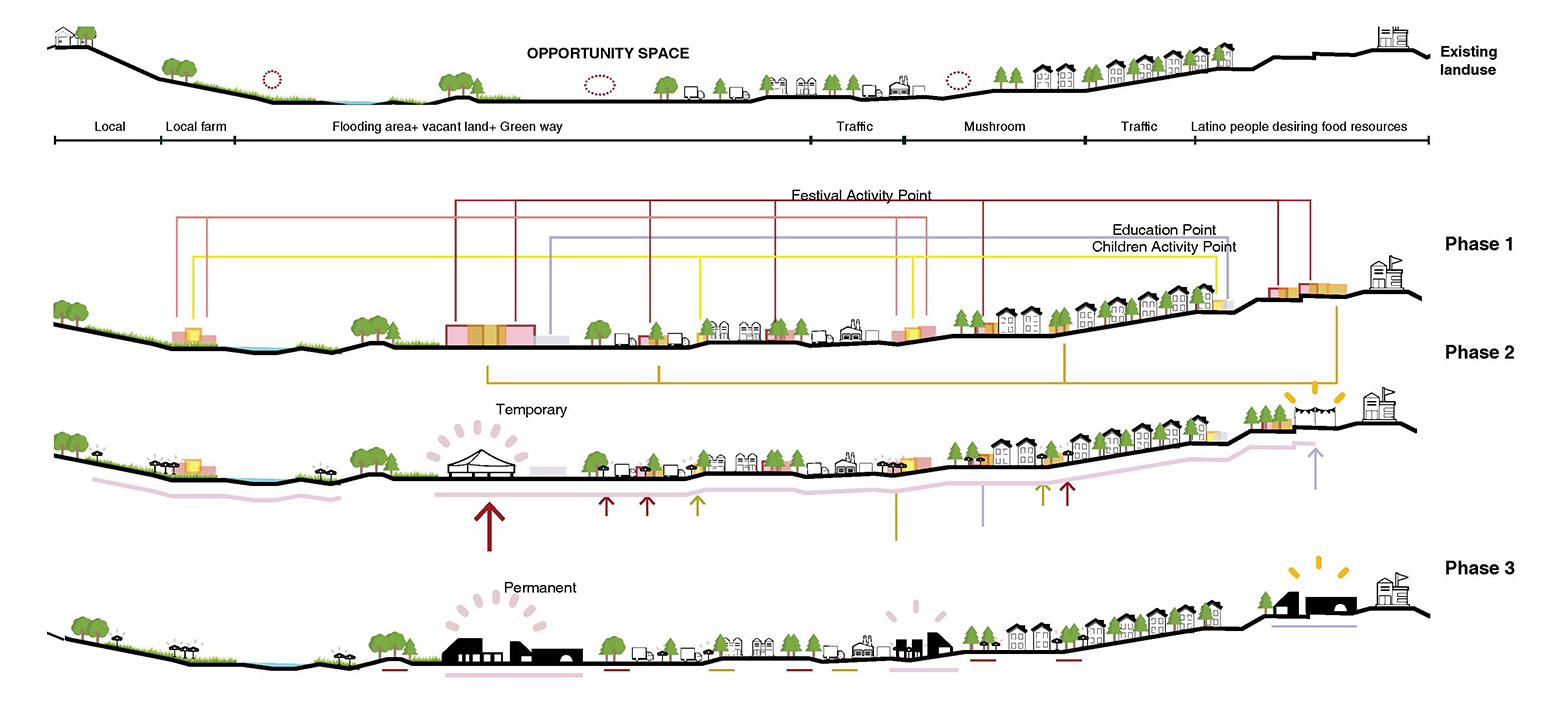 OPPORTUNITY SPACE
Existing
landuse
Local
Local farm
Flooding area+ vacant land+ Green way
Traffic
Mushroom
Traffic
Latino people desiring food resources
Festival Activity Point
Education Point
Children Activity Point
Phase 1
Phase 2
Temporary
Phase 3
Permanent